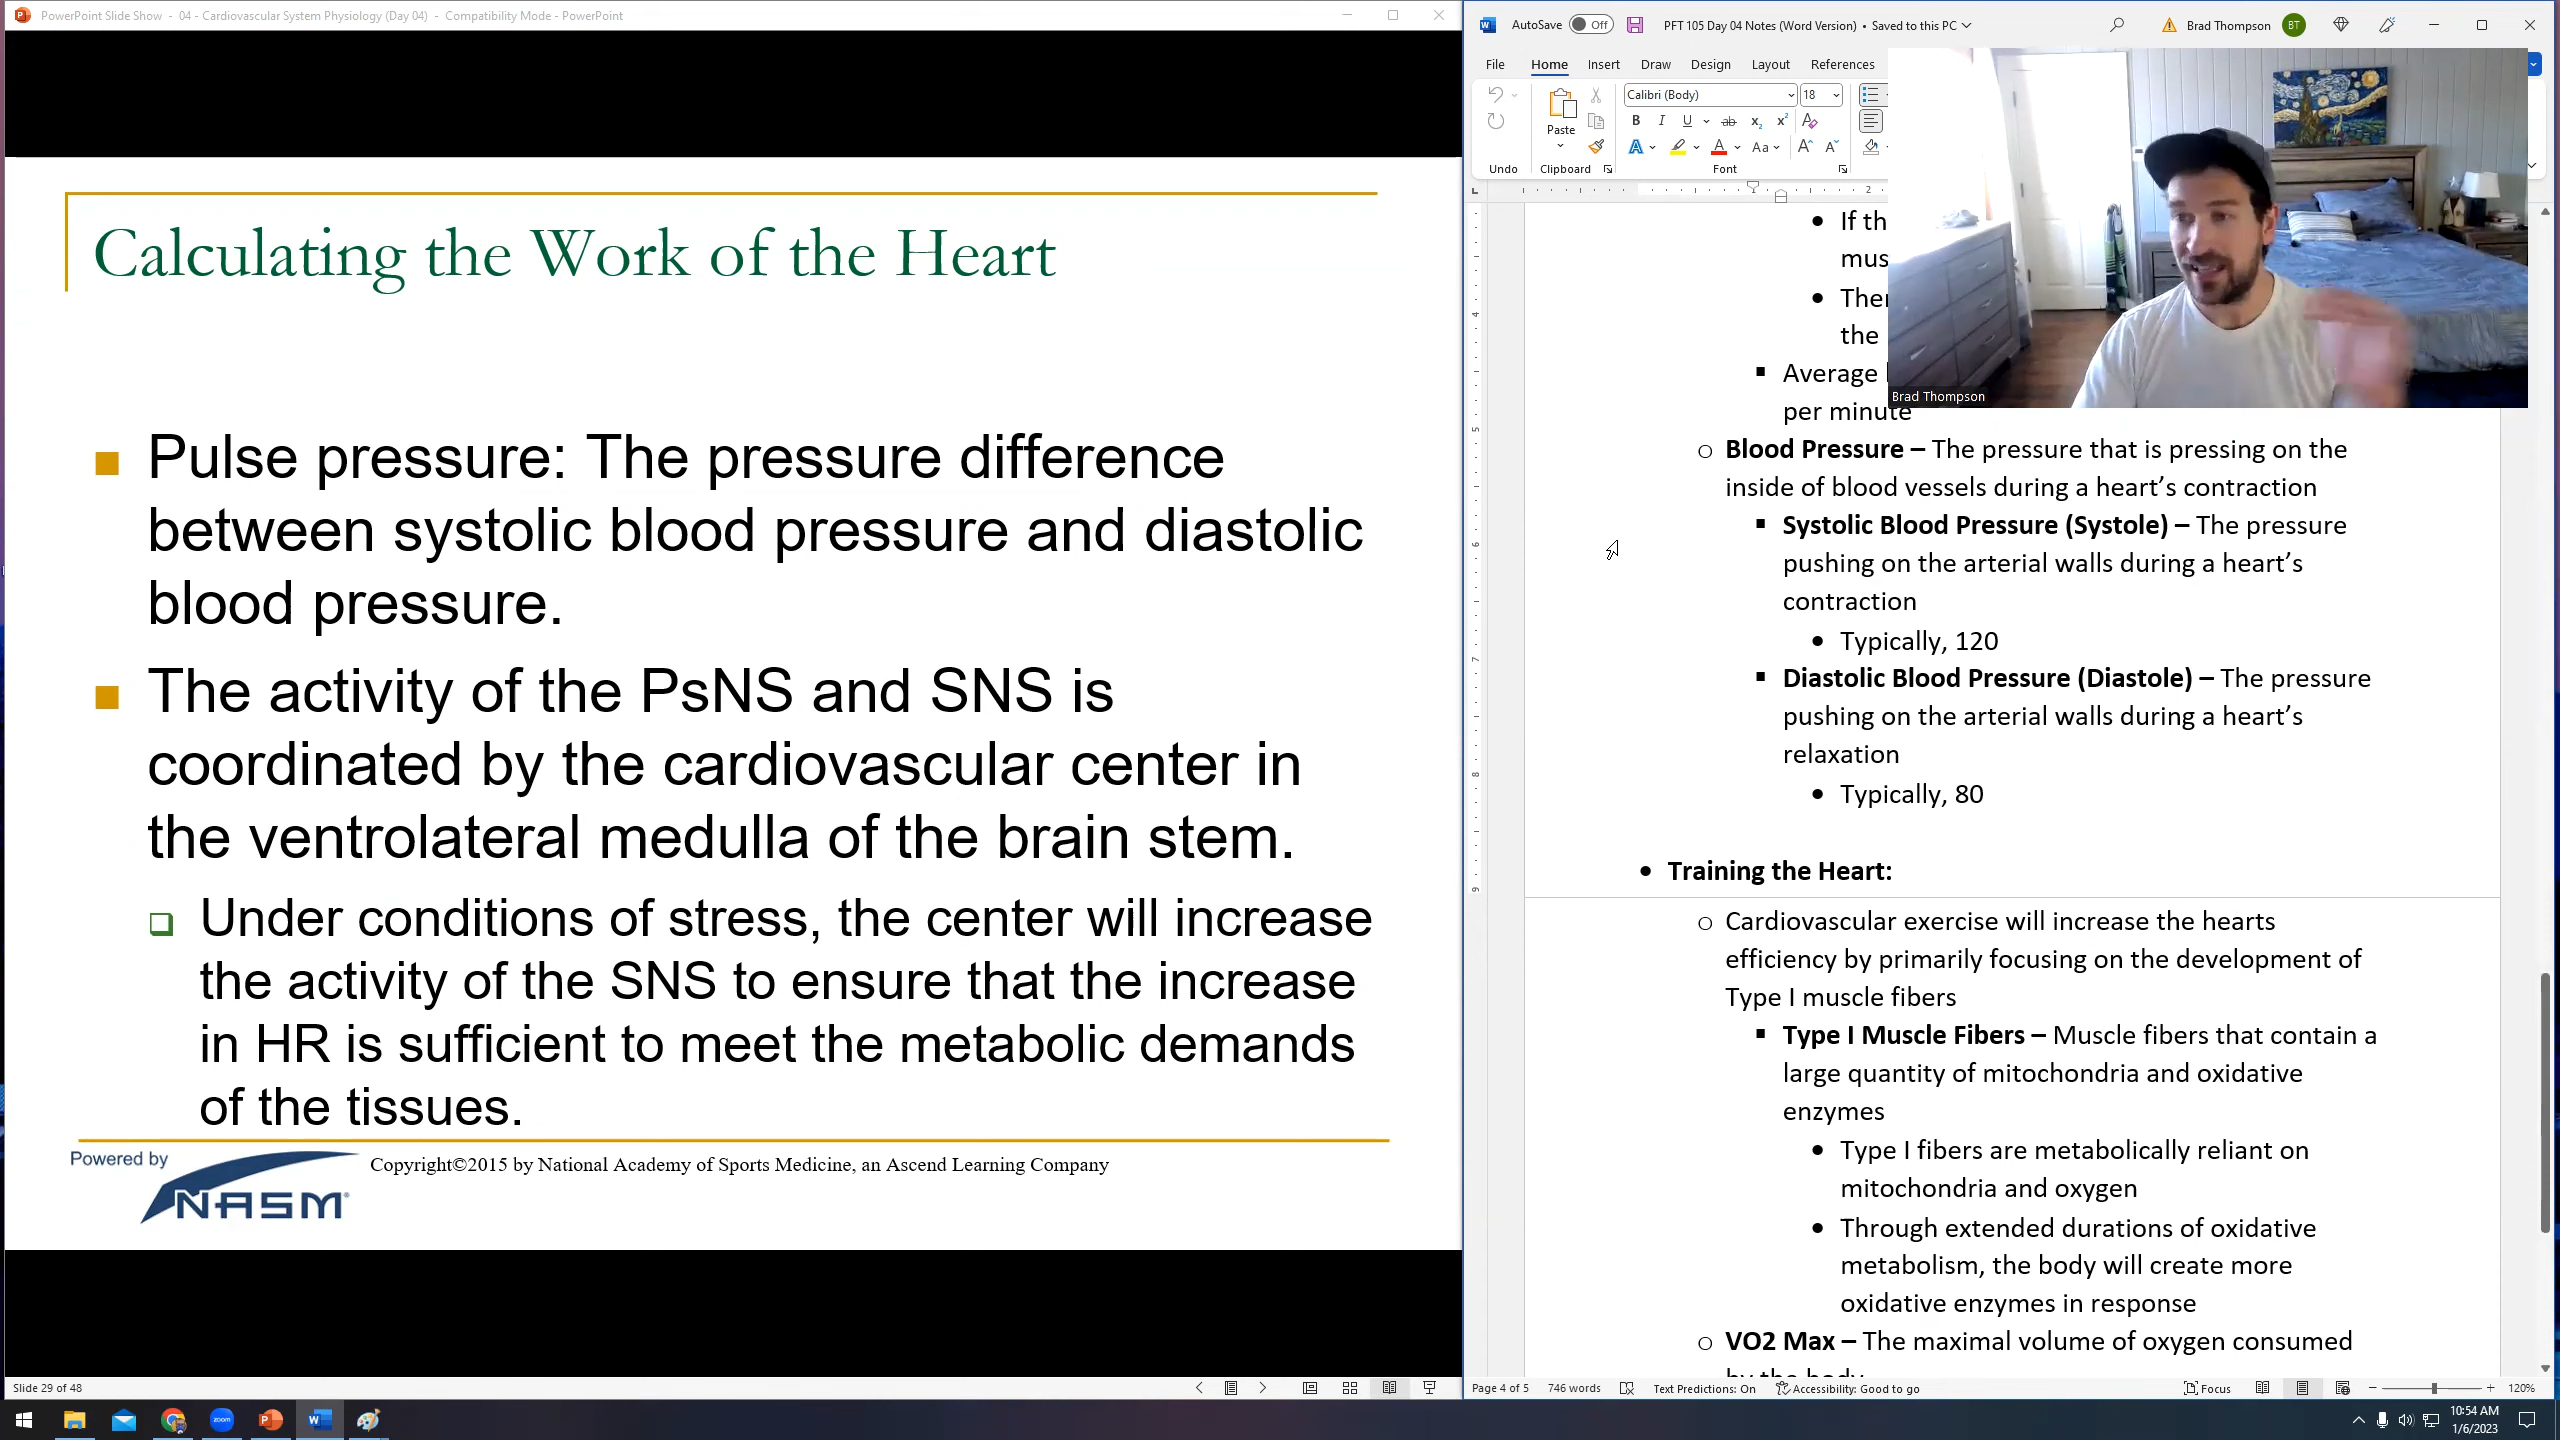 PowerPoint Slide Show - 04 - Cardiovascular System Physiology (Day 04) - Compatibility Mode - PowerPoint
Calculating the Work of the Heart
Pulse pressure: The pressure difference
between systolic blood pressure and diastolic
blood pressure.
The activity of the PsNS and SNS is
coordinated by the cardiovascular center in
the ventrolateral medulla of the brain stem.
Under conditions of stress, the center will increase
the activity of the SNS to ensure that the increase
in HR is sufficient to meet the metabolic demands
of the tissues.
Powered by
NASM
Copyright©2015 by National Academy of Sports Medicine, an Ascend Learning Company
Slide 29 of 48
AutoSave Off
PFT 105 Day 04 Notes (Word Version) • Saved to this PC
Brad Thompson BT
File Home Insert Draw Design Layout References
Paste
Calibri (Body) 18
B I U ab x₂ x² A
A A Aa A A
Undo Clipboard Font
2
If th
mus
Ther
the
Average
per minute
Brad Thompson
Blood Pressure – The pressure that is pressing on the
inside of blood vessels during a heart’s contraction
Systolic Blood Pressure (Systole) – The pressure
pushing on the arterial walls during a heart’s
contraction
Typically, 120
Diastolic Blood Pressure (Diastole) – The pressure
pushing on the arterial walls during a heart’s
relaxation
Typically, 80
Training the Heart:
Cardiovascular exercise will increase the hearts
efficiency by primarily focusing on the development of
Type I muscle fibers
Type I Muscle Fibers – Muscle fibers that contain a
large quantity of mitochondria and oxidative
enzymes
Type I fibers are metabolically reliant on
mitochondria and oxygen
Through extended durations of oxidative
metabolism, the body will create more
oxidative enzymes in response
VO2 Max – The maximal volume of oxygen consumed
by the body
Page 4 of 5 746 words Text Predictions: On Accessibility: Good to go Focus 120%
zoom
10:54 AM
1/6/2023